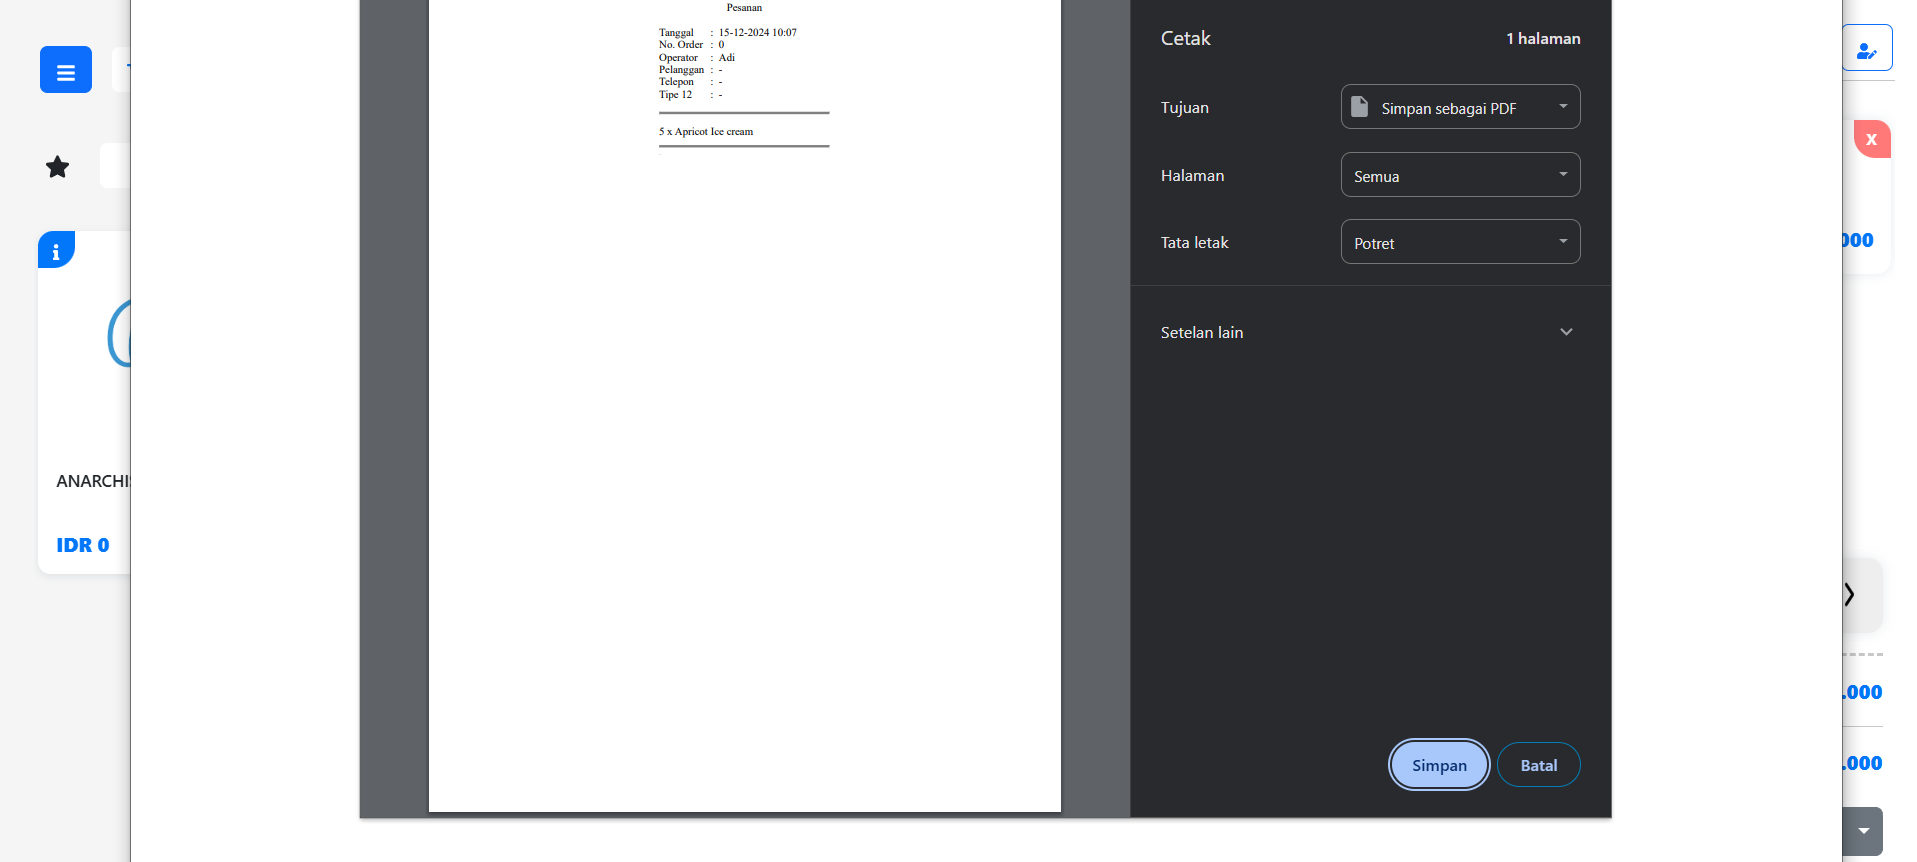 Pesanan
Tanggal : 15-12-2024 10:07
No. Order : 0
Operator : Adi
Pelanggan : -
Telepon : -
Tipe 12 : -
5 x Apricot Ice cream
Cetak
1 halaman
Tujuan
Simpan sebagai PDF
Halaman
Semua
Tata letak
Potret
Setelan lain
Simpan
Batal
i
ANARCHIS
IDR 0
x
000
.000
.000